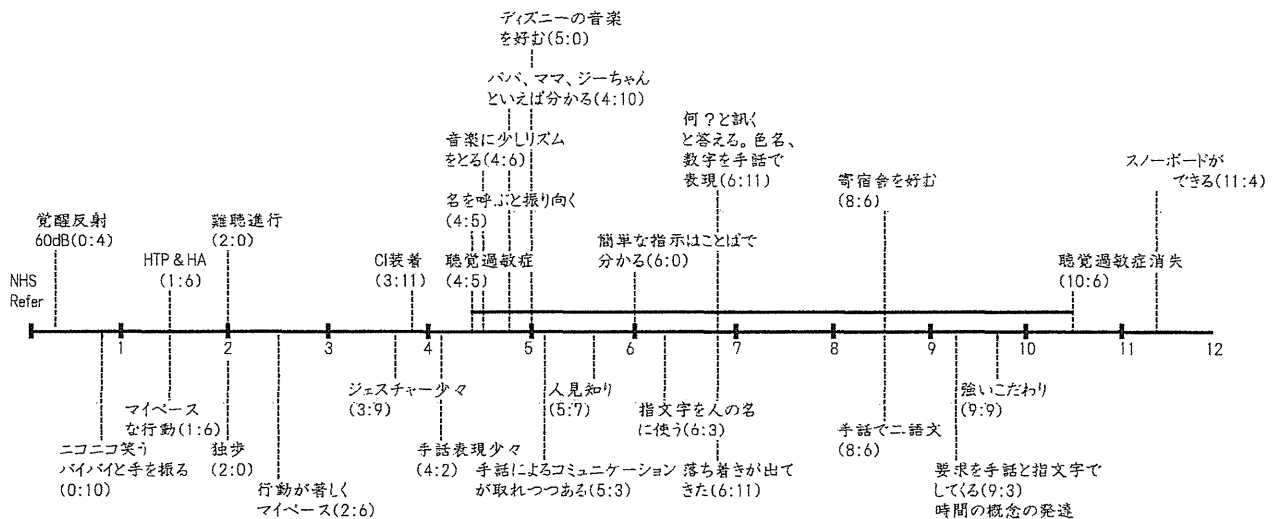 ディズニーの音楽
を好む(5:0)
パパ、ママ、ジーちゃん
といえば分かる(4:10)
音楽に少しリズム
をとる(4:6)
何？と訊く
と答える。色名、
数字を手話で
表現(6:11)
スノーボードが
できる(11:4)
寄宿舎を好む
(8:6)
名を呼ぶと振り向く
(4:5)
覚醒反射
60dB(0:4)
難聴進行
(2:0)
簡単な指示はことばで
分かる(6:0)
HTP＆HA
(1:6)
CI装着
(3:11)
聴覚過敏症
(4:5)
聴覚過敏症消失
(10:6)
NHS
Refer
1 2 3 4 5 6 7 8 9 10 11 12
ジェスチャー少々
(3:9)
人見知り
(5:7)
強いこだわり
(9:9)
マイペース
な行動(1:6)
指文字を人の名
に使う(6:3)
手話で二語文
(8:6)
ニコニコ笑う
バイバイと手を振る
(0:10)
独歩
(2:0)
手話表現少々
(4:2)
手話によるコミュニケーション
が取れつつある(5:3)
落ち着きが出て
きた(6:11)
要求を手話と指文字で
してくる(9:3)
時間の概念の発達
行動が著しく
マイペース(2:6)